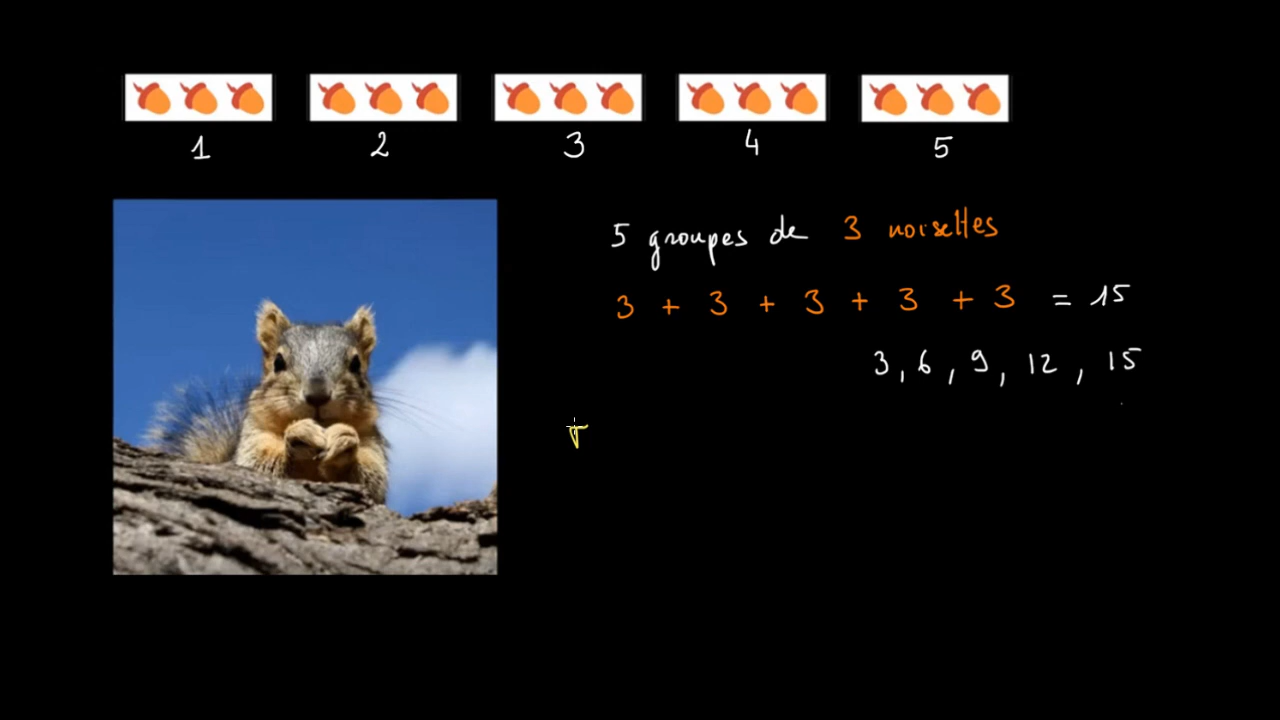 1 2 3 4 5
5 groupes de 3 noisettes
3 + 3 + 3 + 3 + 3 = 15
3, 6, 9, 12, 15